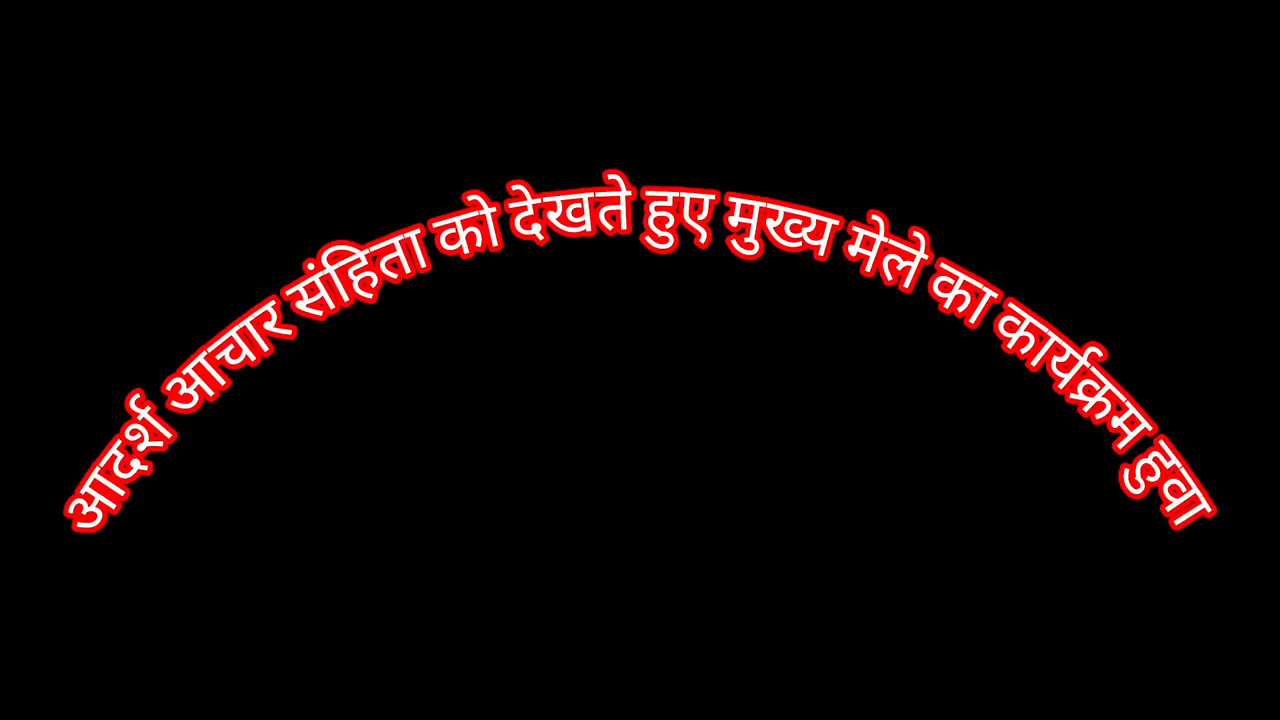 आदर्श आचार संहिता को देखते हुए मुख्य मेले का कार्यक्रम हुवा